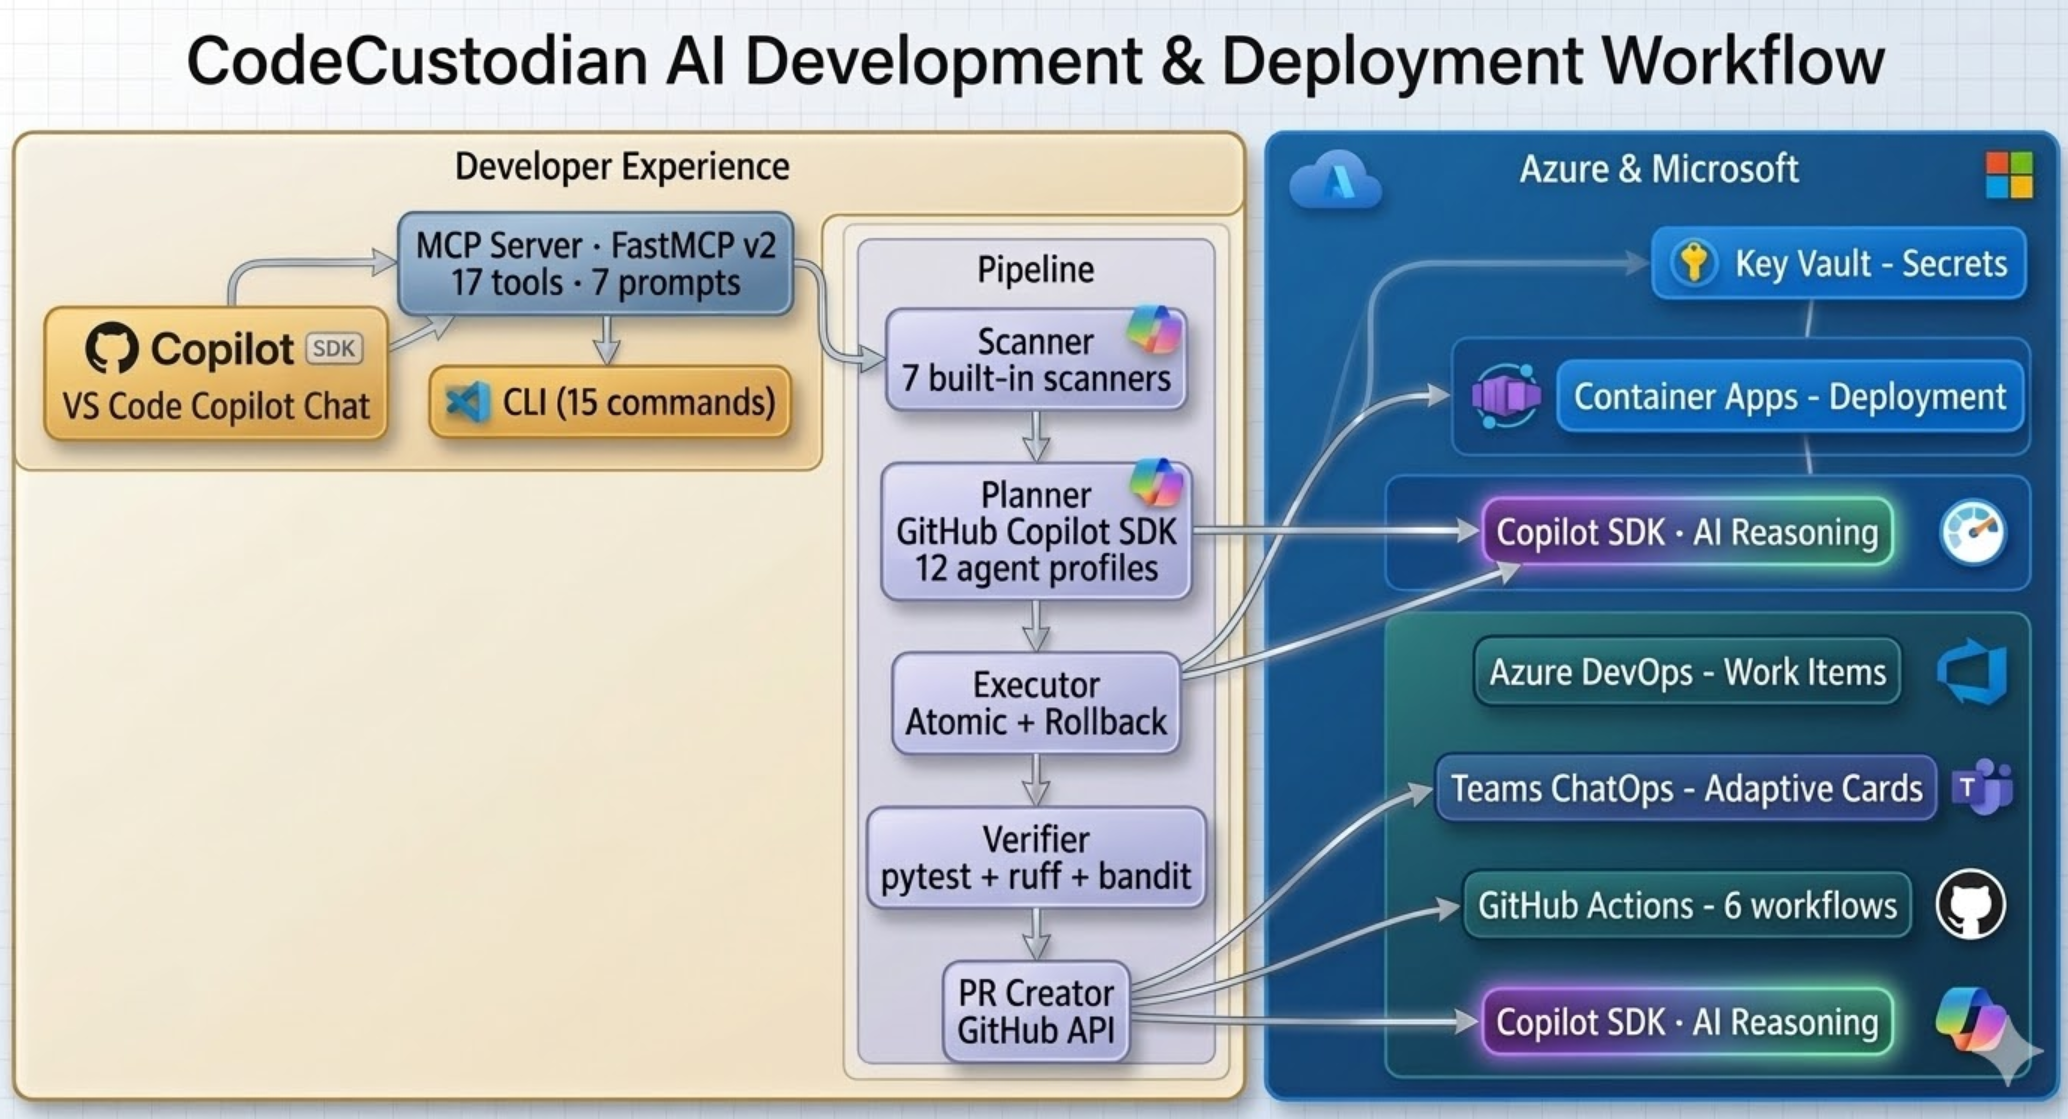 CodeCustodian AI Development & Deployment Workflow
Developer Experience
MCP Server · FastMCP v2
17 tools · 7 prompts
Copilot SDK
VS Code Copilot Chat
CLI (15 commands)
Pipeline
Scanner
7 built-in scanners
Planner
GitHub Copilot SDK
12 agent profiles
Executor
Atomic + Rollback
Verifier
pytest + ruff + bandit
PR Creator
GitHub API
Azure & Microsoft
Key Vault - Secrets
Container Apps - Deployment
Copilot SDK · AI Reasoning
Azure DevOps - Work Items
Teams ChatOps - Adaptive Cards
T
GitHub Actions - 6 workflows
Copilot SDK · AI Reasoning